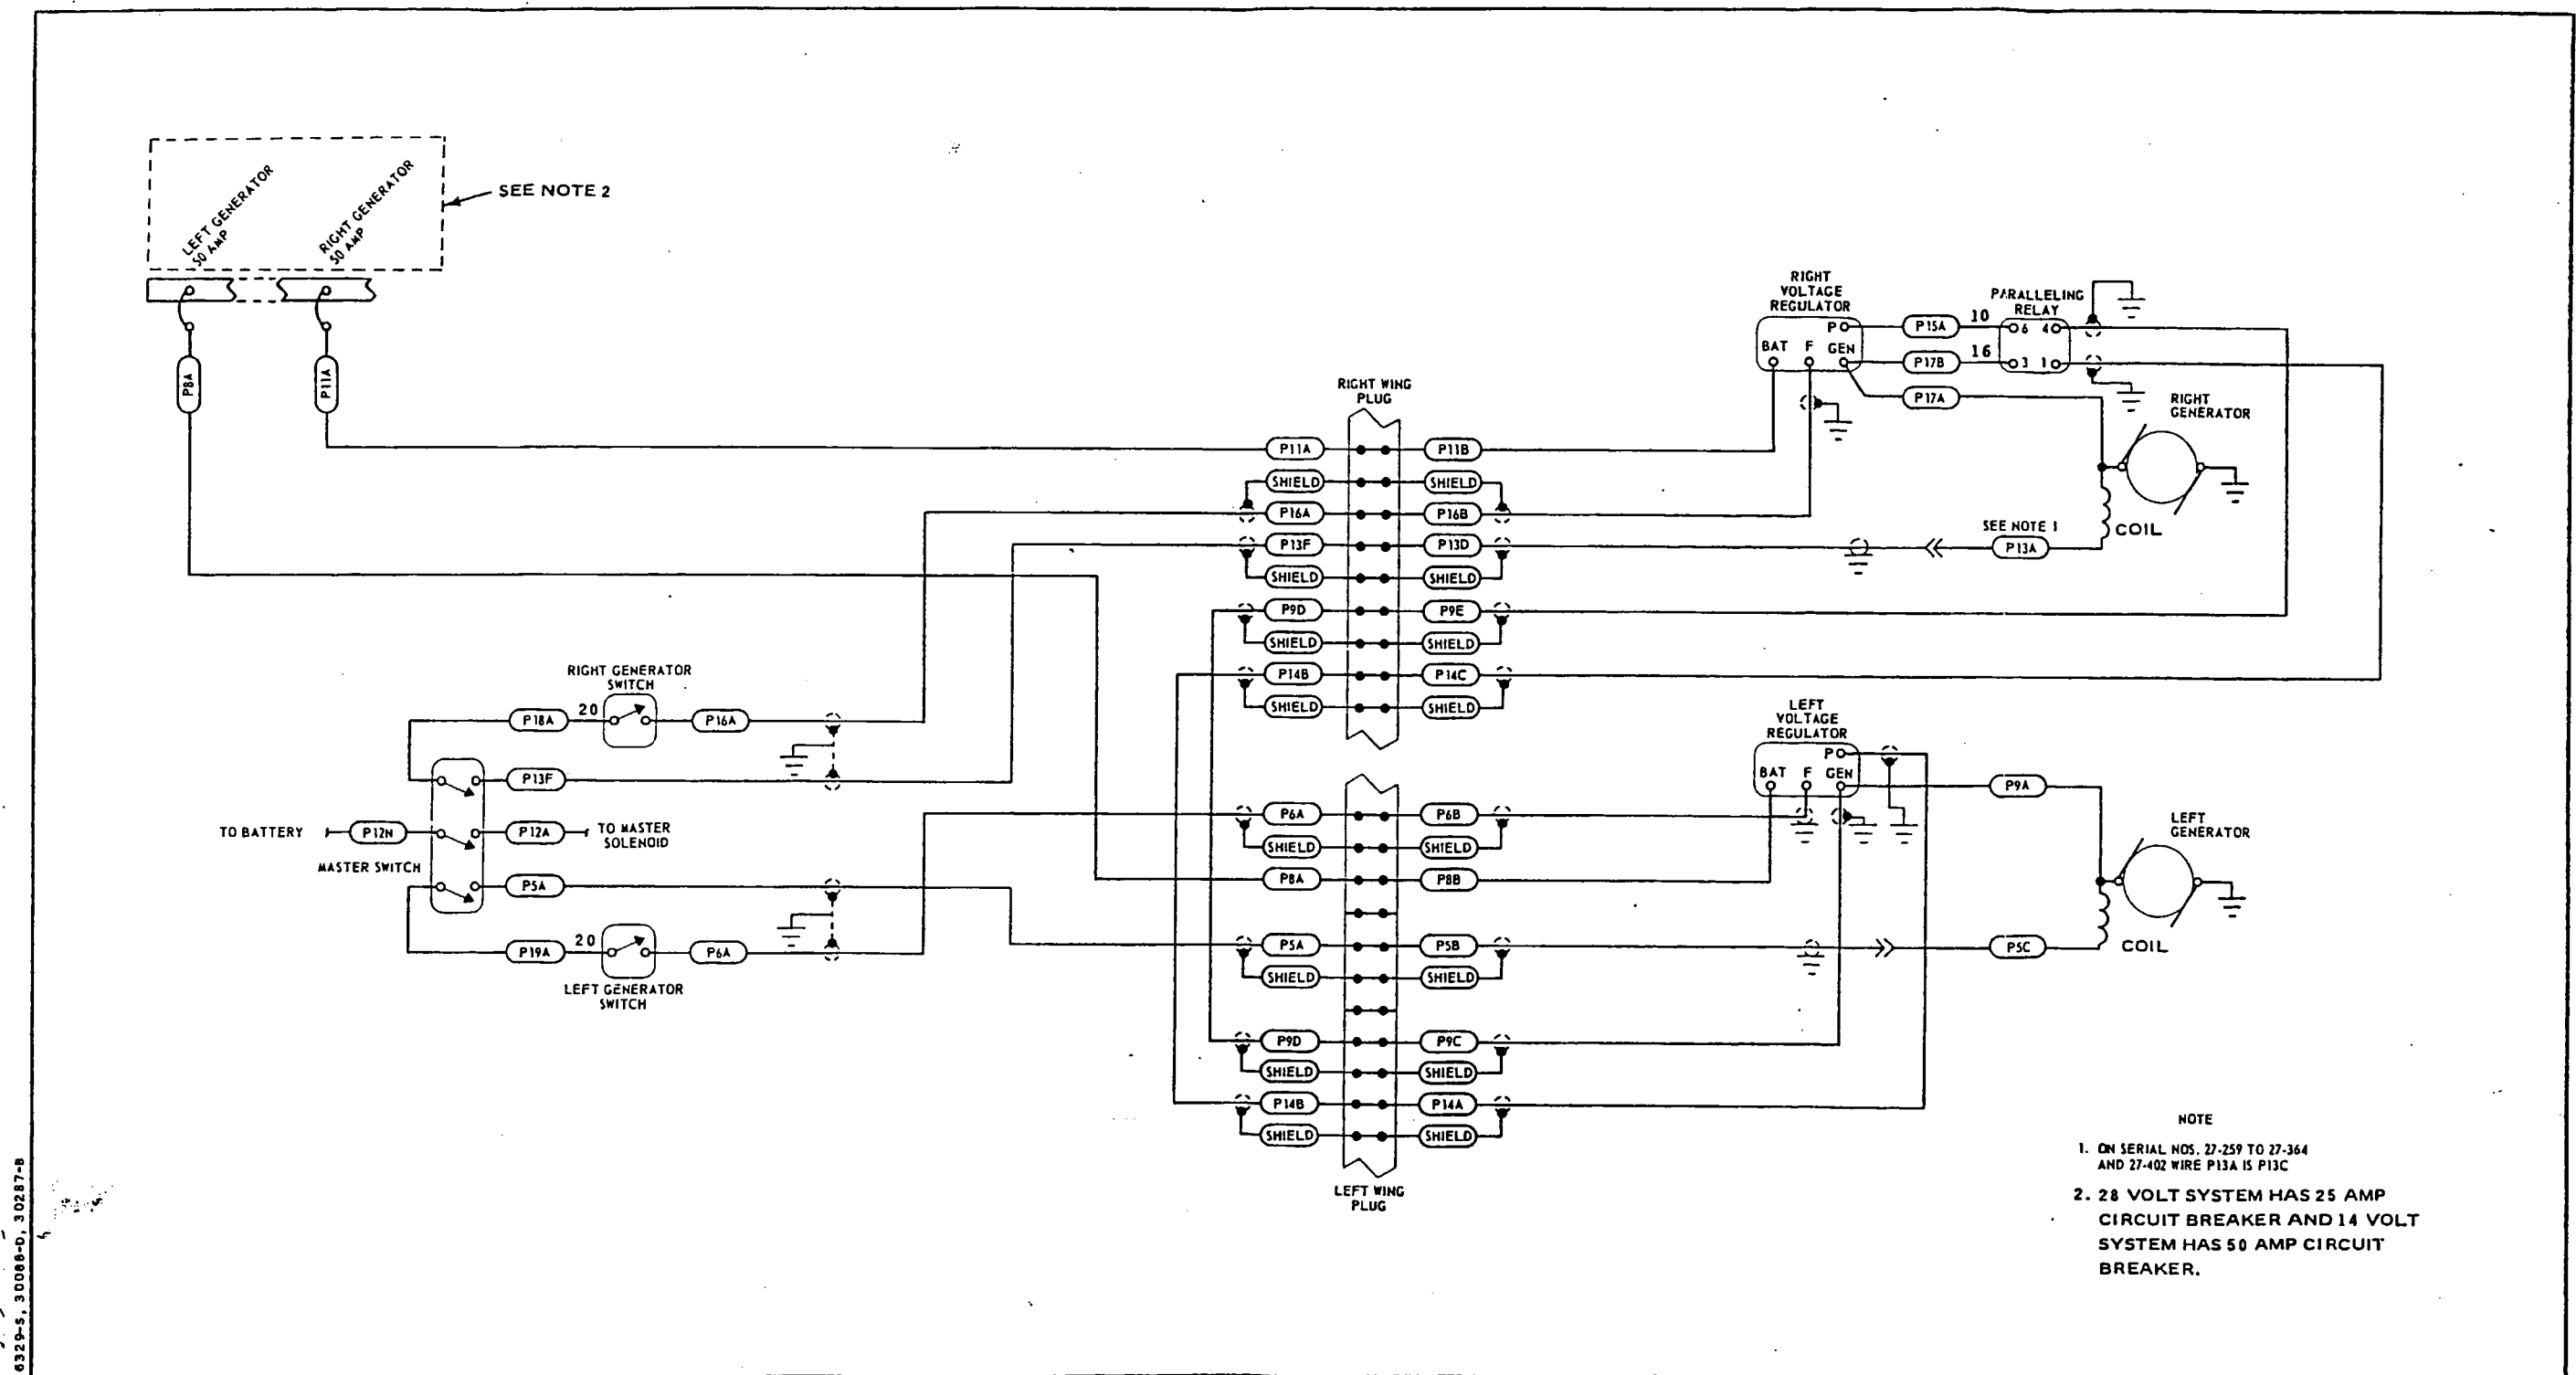 LEFT GENERATOR
50 AMP
RIGHT GENERATOR
50 AMP
SEE NOTE 2
P8A
P11A
RIGHT
VOLTAGE
REGULATOR
P
BAT F GEN
P15A
10
P17B
16
P17A
PARALLELING
RELAY
6 4
3 1
RIGHT
GENERATOR
COIL
SEE NOTE 1
P13A
RIGHT WING
PLUG
P11A P11B
SHIELD SHIELD
P16A P16B
P13F P13D
SHIELD SHIELD
P9D P9E
SHIELD SHIELD
P14B P14C
SHIELD SHIELD
RIGHT GENERATOR
SWITCH
P18A 20 P16A
P13F
TO BATTERY P12N P12A TO MASTER
SOLENOID
MASTER SWITCH
P5A
P19A 20 P6A
LEFT GENERATOR
SWITCH
LEFT
VOLTAGE
REGULATOR
P
BAT F GEN
P9A
LEFT
GENERATOR
COIL
P5C
P6A P6B
SHIELD SHIELD
P8A P8B
P5A P5B
SHIELD SHIELD
P9D P9C
SHIELD SHIELD
P14B P14A
SHIELD SHIELD
LEFT WING
PLUG
NOTE
1. ON SERIAL NOS. 27-259 TO 27-364
AND 27-402 WIRE P13A IS P13C
2. 28 VOLT SYSTEM HAS 25 AMP
CIRCUIT BREAKER AND 14 VOLT
SYSTEM HAS 50 AMP CIRCUIT
BREAKER.
6329-S, 30088-D, 30287-B